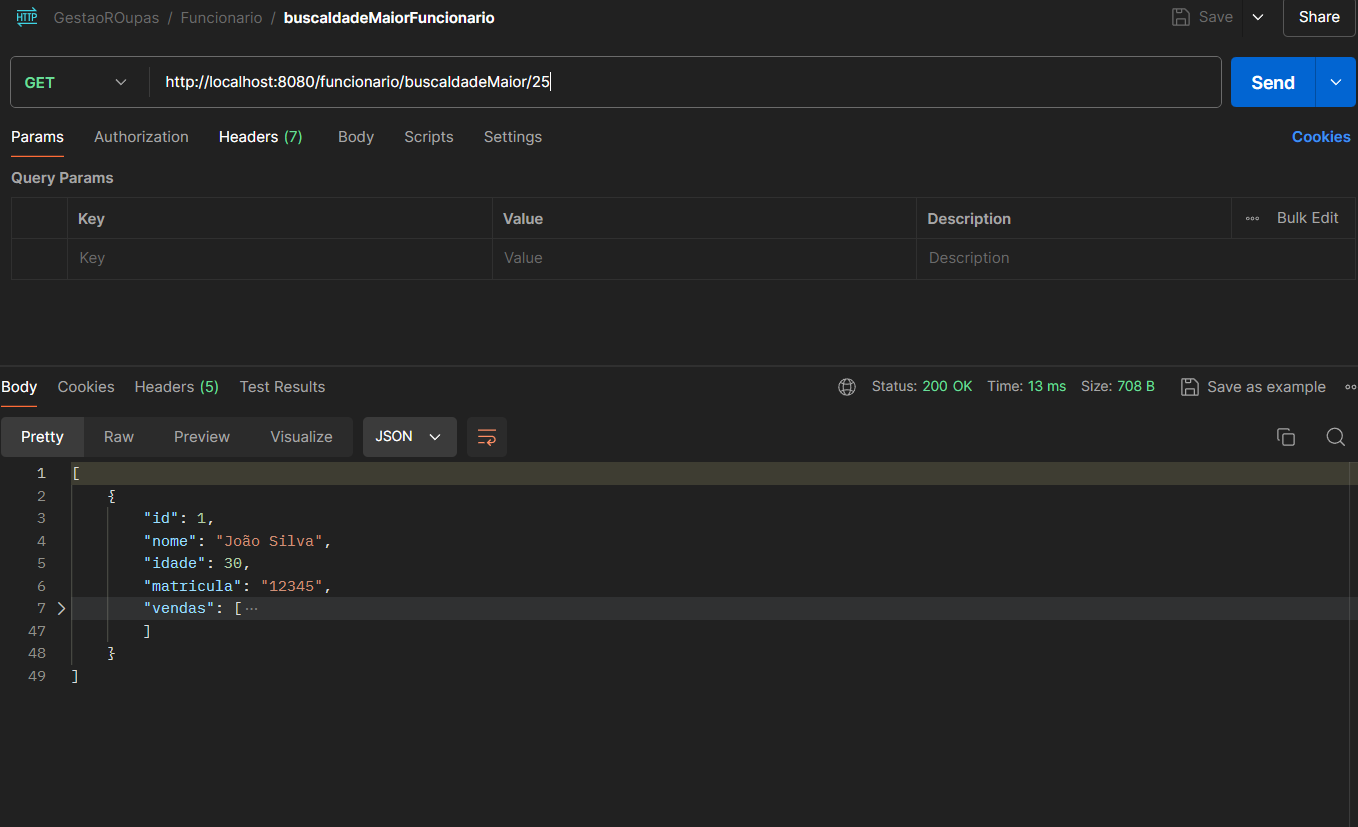 HTTP GestaoROupas / Funcionario / buscaIdadeMaiorFuncionario Save Share
GET http://localhost:8080/funcionario/buscaIdadeMaior/25 Send
Params Authorization Headers (7) Body Scripts Settings Cookies
Query Params
Key Value Description Bulk Edit
Key Value Description
Body Cookies Headers (5) Test Results Status: 200 OK Time: 13 ms Size: 708 B Save as example
Pretty Raw Preview Visualize JSON
1 [
2 {
3 "id": 1,
4 "nome": "João Silva",
5 "idade": 30,
6 "matricula": "12345",
7 "vendas": [···
47 ]
48 }
49 ]